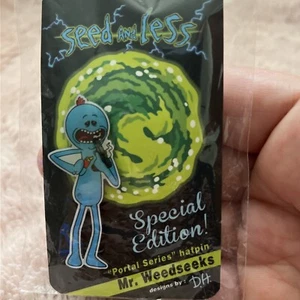 seed and less
Special
Edition!
"Portal Series" hatpin
Mr. Weedseeks
designs by: DH.